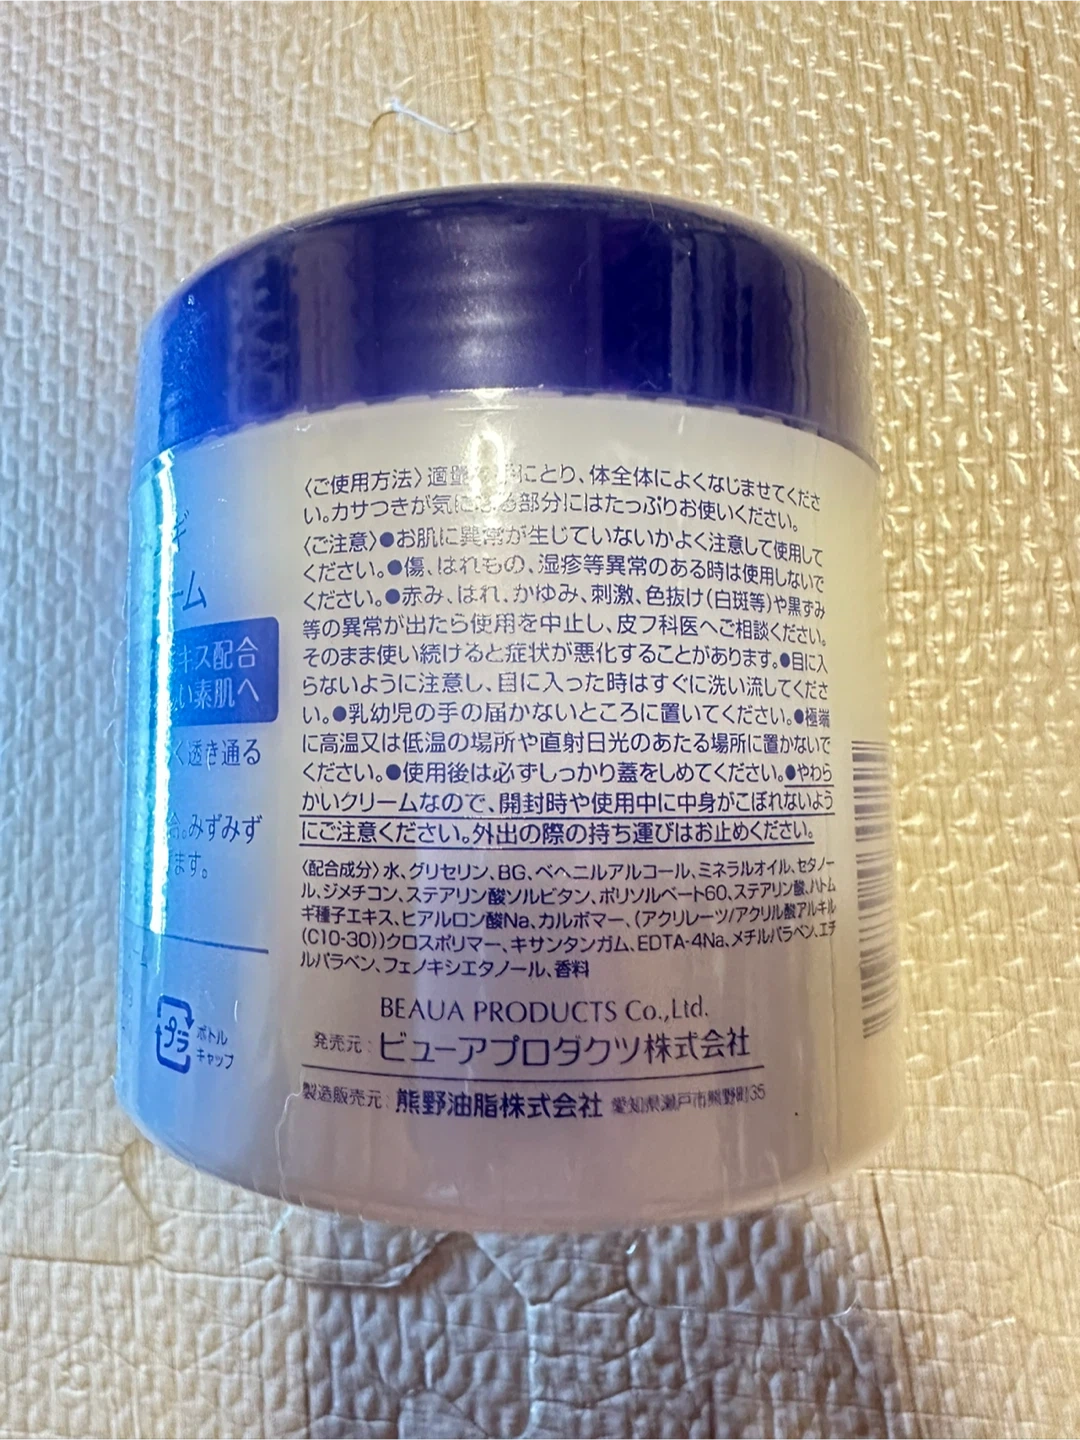 〈ご使用方法〉適量を手にとり、体全体によくなじませてくださ
い。カサつきが気になる部分にはたっぷりお使いください。
〈ご注意〉●お肌に異常が生じていないかよく注意して使用して
ください。●傷、はれもの、湿疹等異常のある時は使用しないで
ください。●赤み、はれ、かゆみ、刺激、色抜け(白斑等)や黒ずみ
等の異常が出たら使用を中止し、皮フ科医へご相談ください。
そのまま使い続けると症状が悪化することがあります。●目に入
らないように注意し、目に入った時はすぐに洗い流してくださ
い。●乳幼児の手の届かないところに置いてください。●極端
に高温又は低温の場所や直射日光のあたる場所に置かないで
ください。●使用後は必ずしっかり蓋をしめてください。●やわら
かいクリームなので、開封時や使用中に中身がこぼれないよう
にご注意ください。外出の際の持ち運びはお止めください。
〈配合成分〉水、グリセリン、BG、ベヘニルアルコール、ミネラルオイル、セタノー
ル、ジメチコン、ステアリン酸ソルビタン、ポリソルベート60、ステアリン酸、ハトム
ギ種子エキス、ヒアルロン酸Na、カルボマー、(アクリレーツ/アクリル酸アルキル
(C10-30))クロスポリマー、キサンタンガム、EDTA-4Na、メチルパラベン、エチ
ルパラベン、フェノキシエタノール、香料
BEAUA PRODUCTS Co.,Ltd.
発売元:ビューアプロダクツ株式会社
製造販売元:熊野油脂株式会社 愛知県瀬戸市熊野町35
ーム
キス配合
い素肌へ
く透き通る
合。みずみず
ます。
プラ
ボトル
キャップ